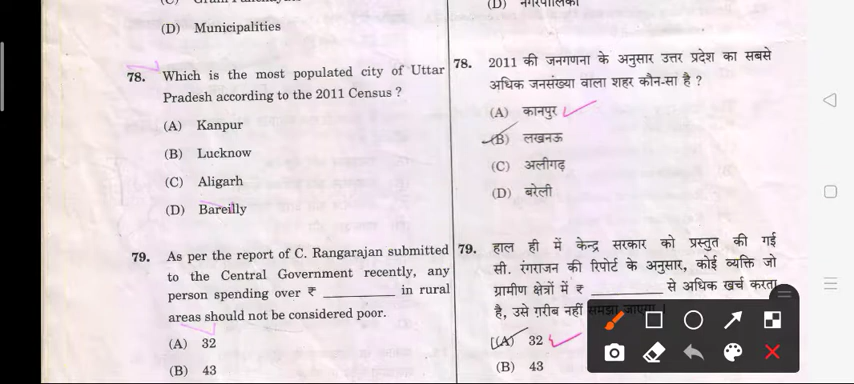 (D) Municipalities
78. Which is the most populated city of Uttar
Pradesh according to the 2011 Census ?
(A) Kanpur
(B) Lucknow
(C) Aligarh
(D) Bareilly
79. As per the report of C. Rangarajan submitted
to the Central Government recently, any
person spending over ₹ __________ in rural
areas should not be considered poor.
(A) 32
(B) 43
(D) नगरपालिका
78. 2011 की जनगणना के अनुसार उत्तर प्रदेश का सबसे
अधिक जनसंख्या वाला शहर कौन-सा है ?
(A) कानपुर
(B) लखनऊ
(C) अलीगढ़
(D) बरेली
79. हाल ही में केन्द्र सरकार को प्रस्तुत की गई
सी. रंगराजन की रिपोर्ट के अनुसार, कोई व्यक्ति जो
ग्रामीण क्षेत्रों में ₹ __________ से अधिक खर्च करता
है, उसे ग़रीब नहीं समझा जाएगा ।
(A) 32
(B) 43